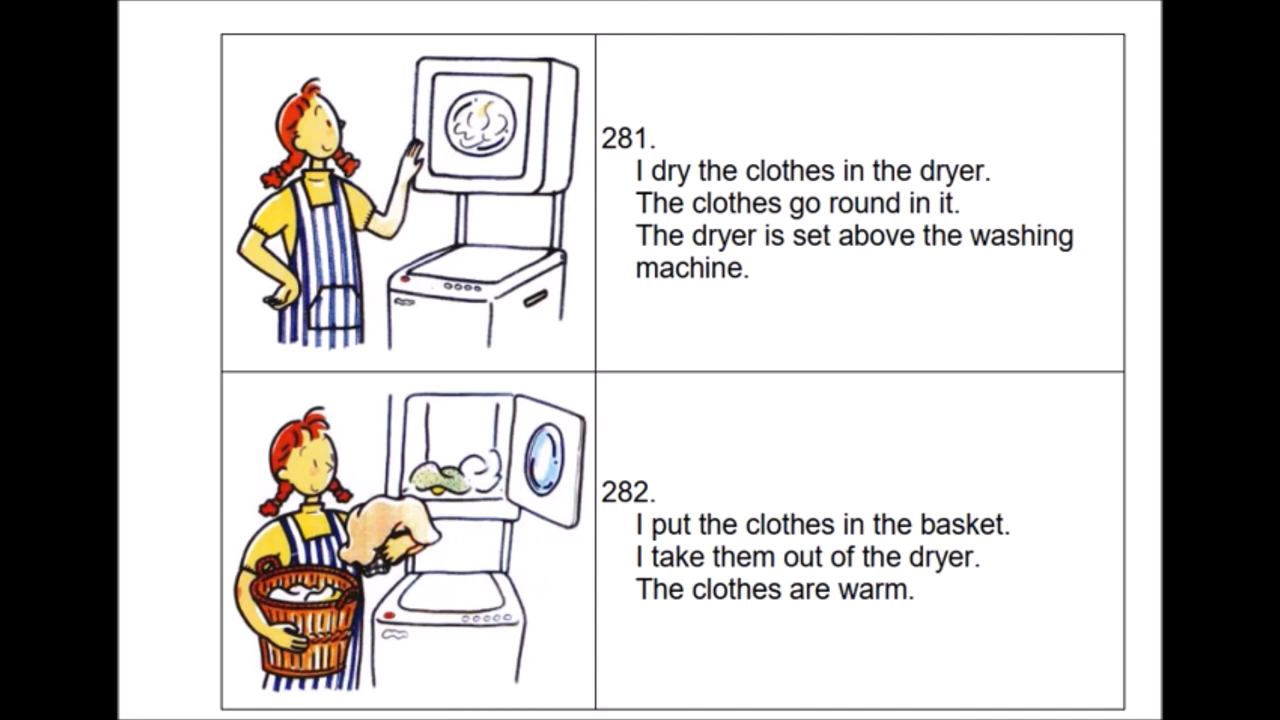 281.
I dry the clothes in the dryer.
The clothes go round in it.
The dryer is set above the washing
machine.
282.
I put the clothes in the basket.
I take them out of the dryer.
The clothes are warm.